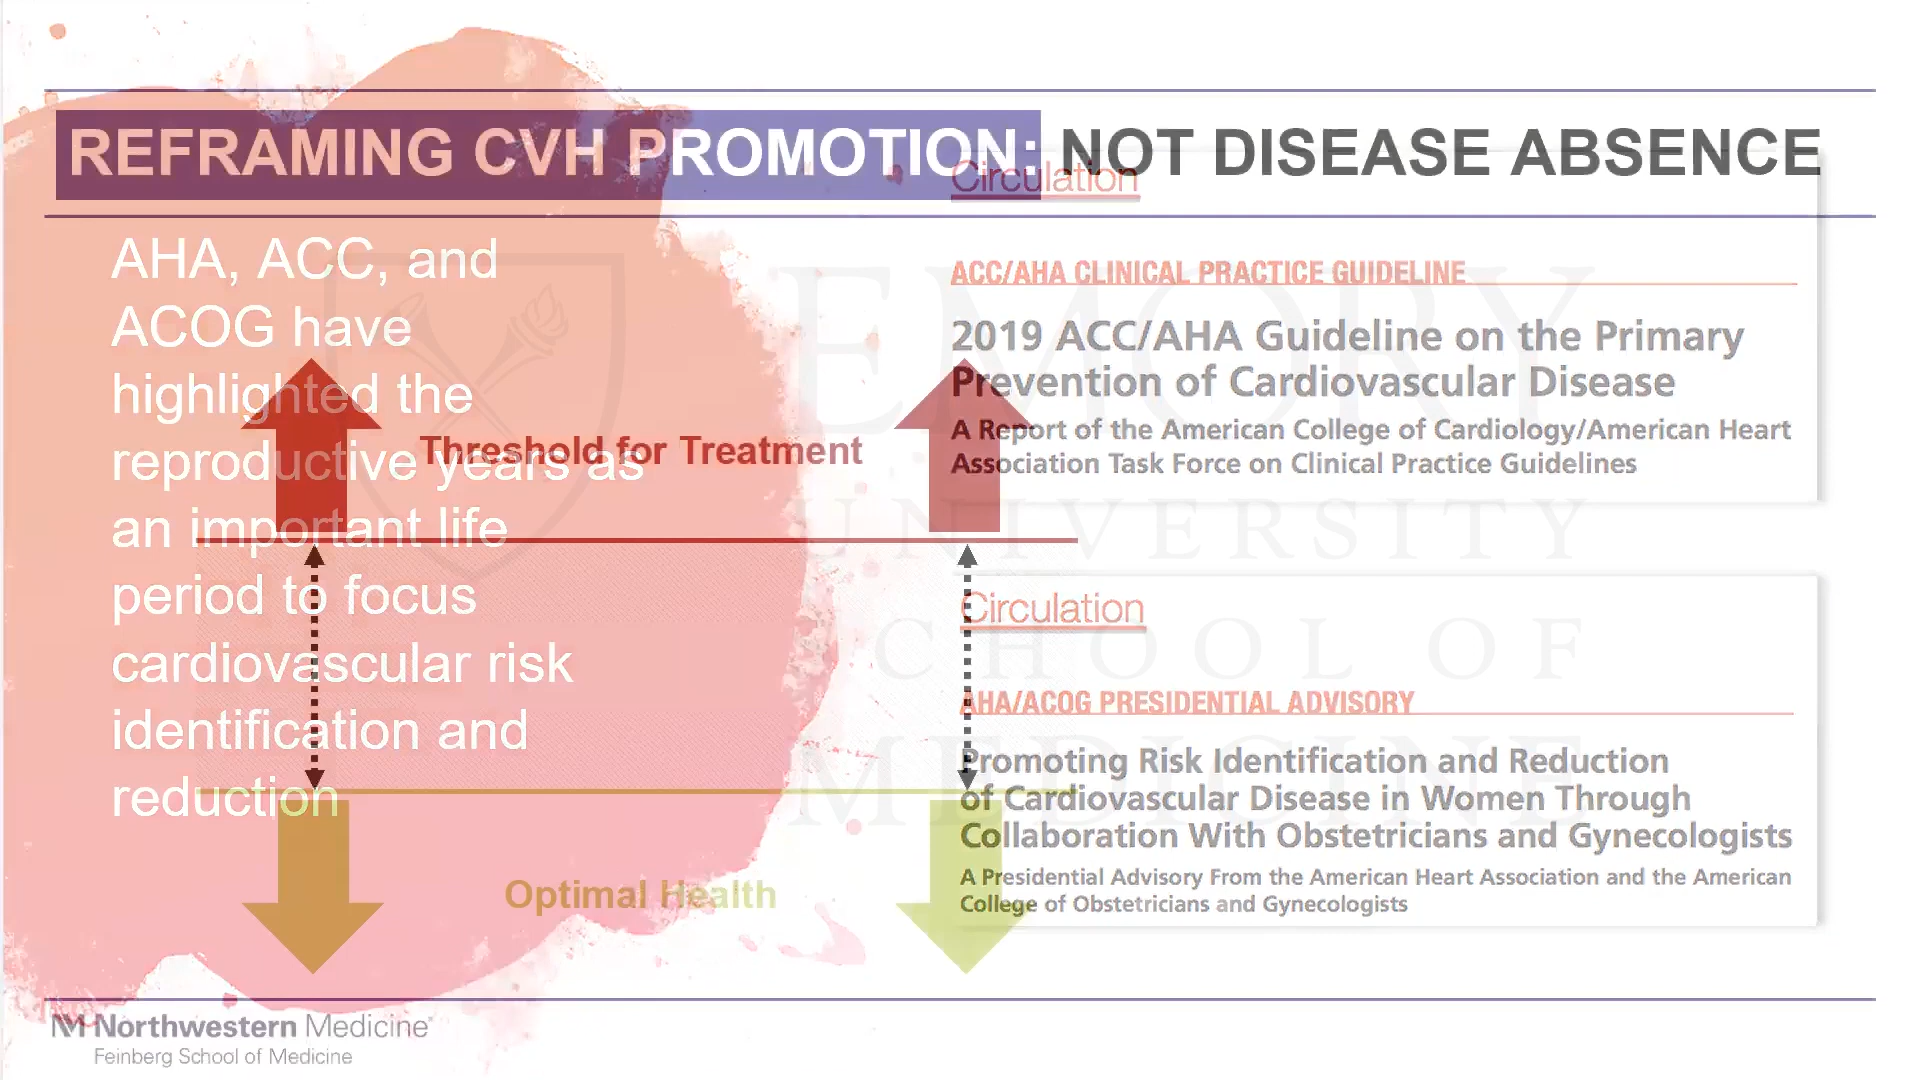 REFRAMING CVH PROMOTION: NOT DISEASE ABSENCE
AHA, ACC, and
ACOG have
highlighted the
reproductive years as
an important life
period to focus
cardiovascular risk
identification and
reduction
Threshold for Treatment
Optimal Health
Circulation
ACC/AHA CLINICAL PRACTICE GUIDELINE
2019 ACC/AHA Guideline on the Primary
Prevention of Cardiovascular Disease
A Report of the American College of Cardiology/American Heart
Association Task Force on Clinical Practice Guidelines
Circulation
AHA/ACOG PRESIDENTIAL ADVISORY
Promoting Risk Identification and Reduction
of Cardiovascular Disease in Women Through
Collaboration With Obstetricians and Gynecologists
A Presidential Advisory From the American Heart Association and the American
College of Obstetricians and Gynecologists
EMORY
UNIVERSITY
SCHOOL OF
MEDICINE
M Northwestern Medicine
Feinberg School of Medicine